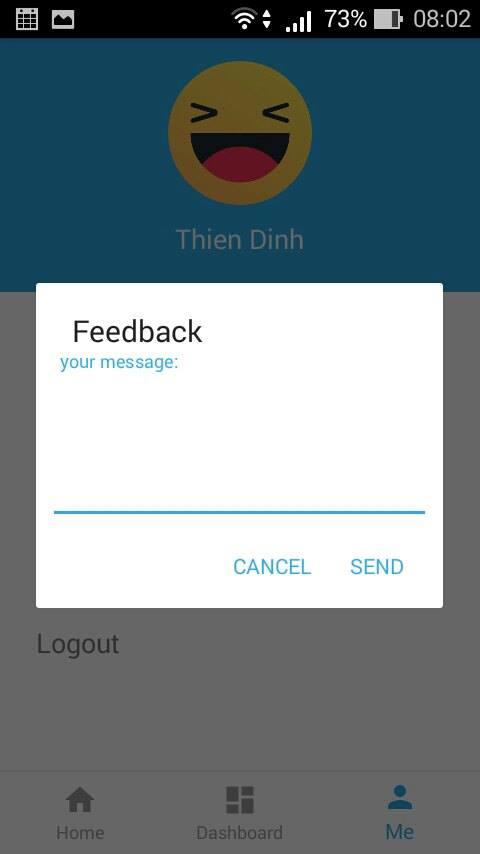 73% 08:02
Thien Dinh
Feedback
your message:
CANCEL SEND
Logout
Home Dashboard Me